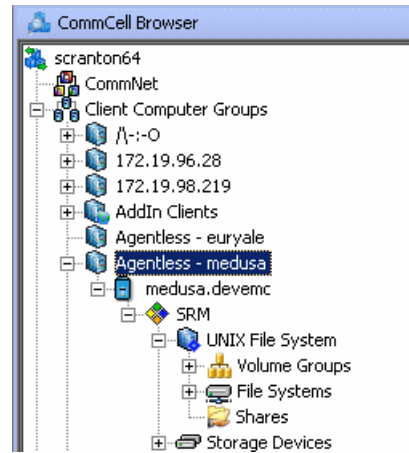 CommCell Browser
scranton64
CommNet
Client Computer Groups
/\-:-O
172.19.96.28
172.19.98.219
AddIn Clients
Agentless - euryale
Agentless - medusa
medusa.devemc
SRM
UNIX File System
Volume Groups
File Systems
Shares
Storage Devices